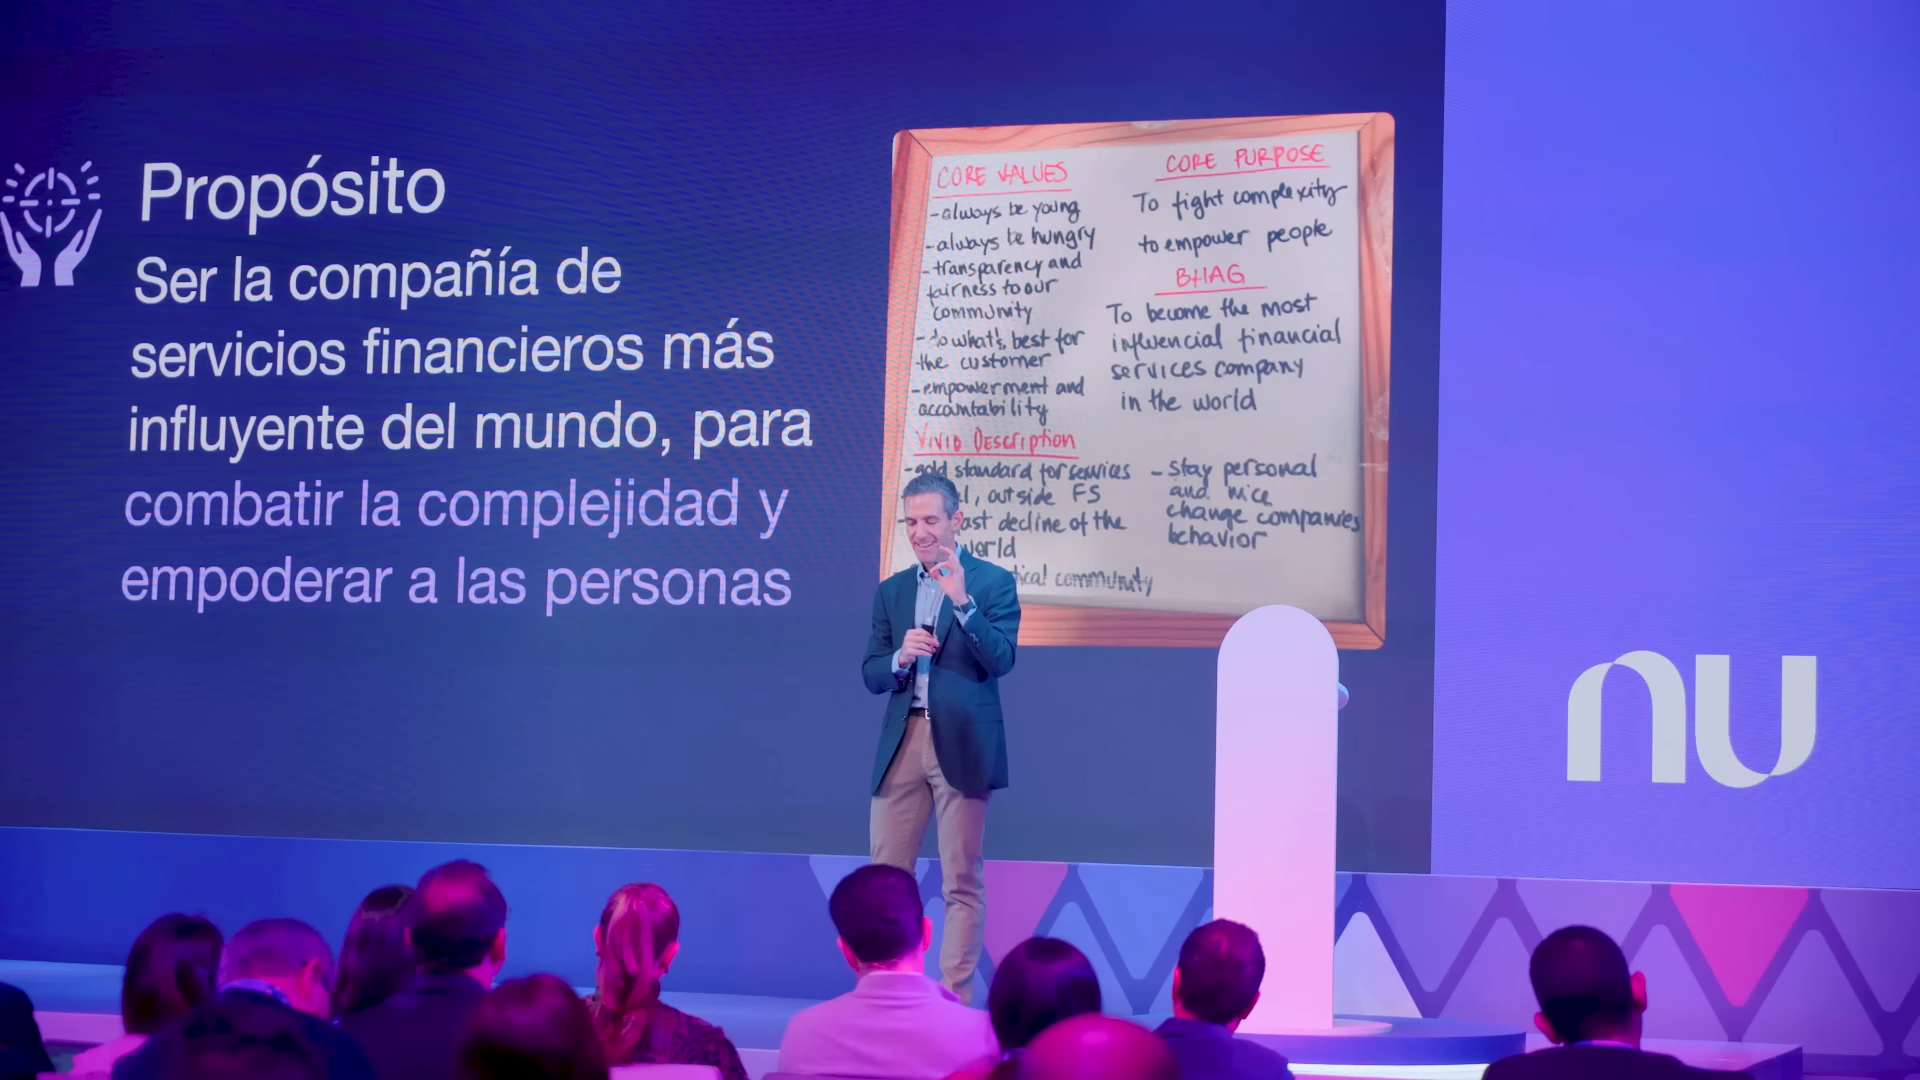 Propósito
Ser la compañía de
servicios financieros más
influyente del mundo, para
combatir la complejidad y
empoderar a las personas
CORE VALUES
-always be young
-always be hungry
-transparency and
fairness to our
community
-do what's best for
the customer
-empowerment and
accountability
VIVID DESCRIPTION
-gold standard for services
, outside FS
decline of the
world
community
CORE PURPOSE
To fight complexity
to empower people
BHAG
To become the most
influencial financial
services company
in the world
- Stay personal
and nice
change companies
behavior
nu